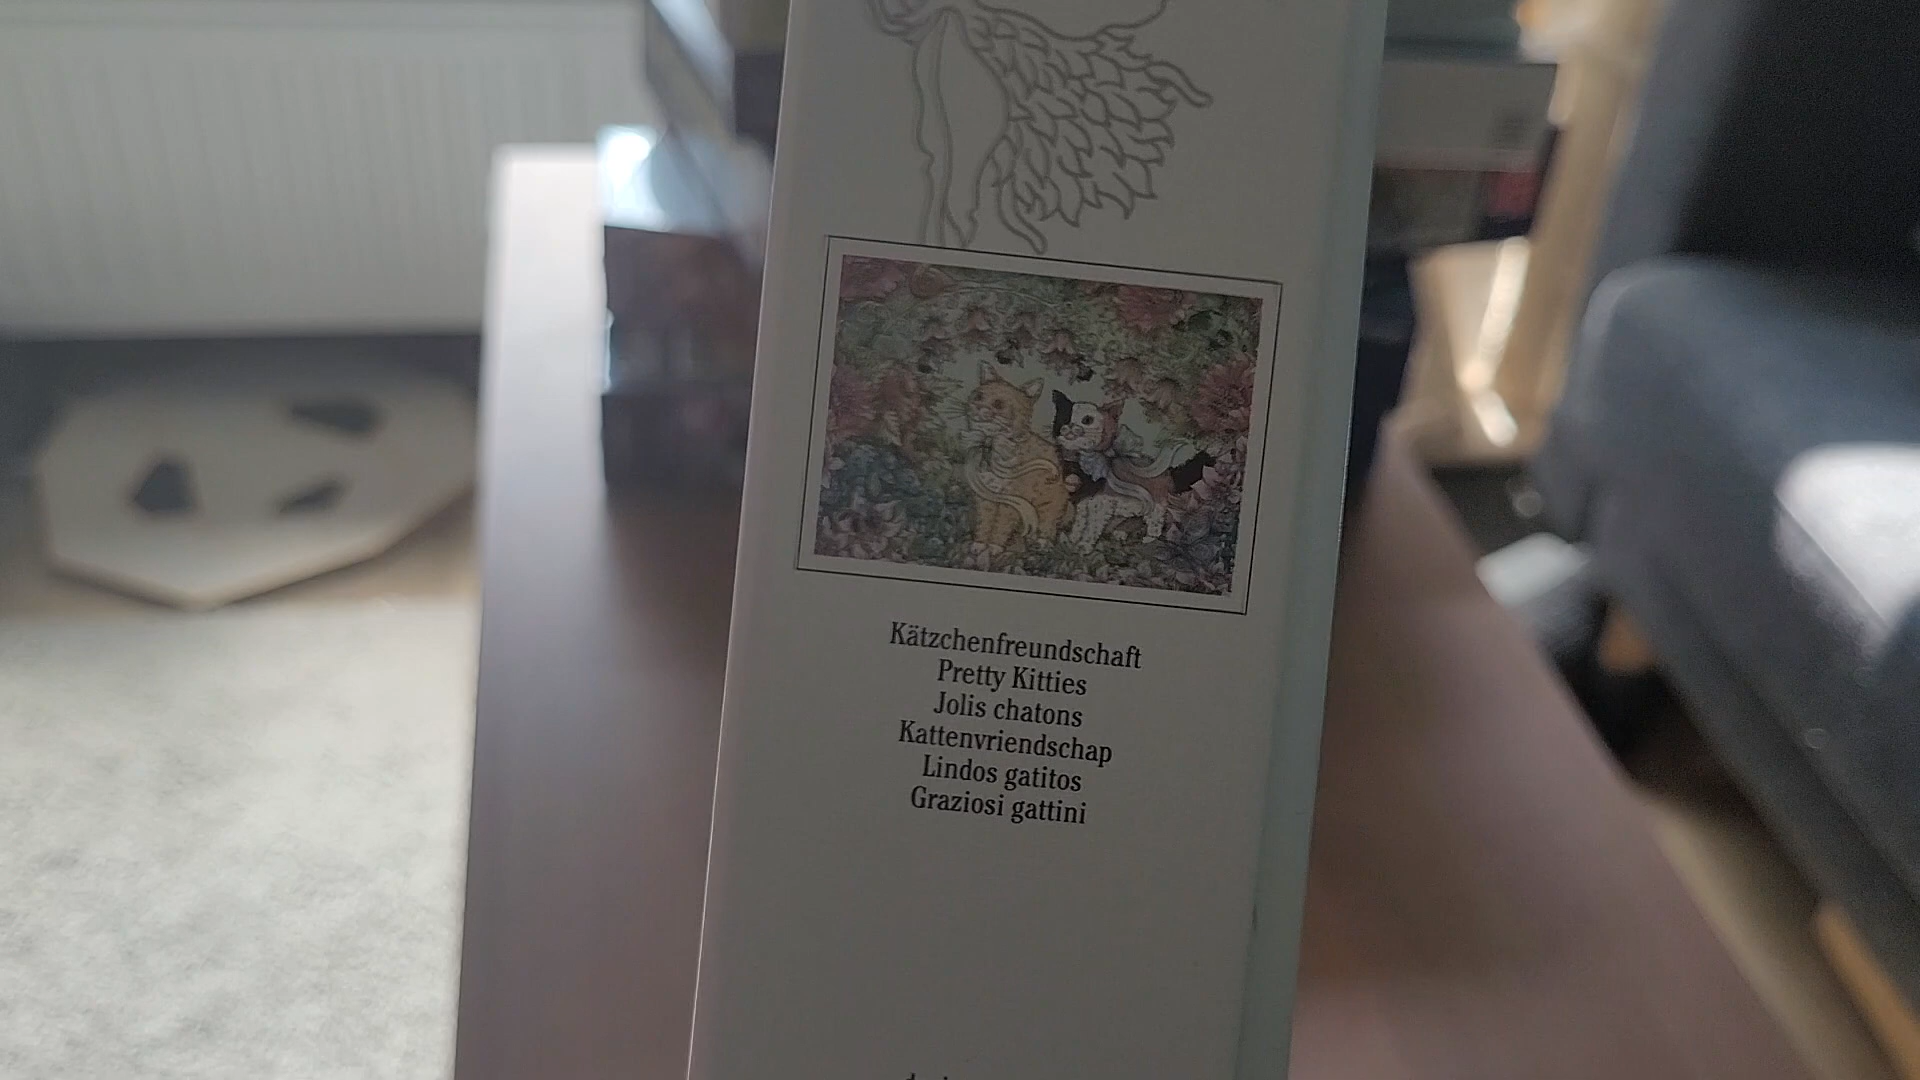 Kätzchenfreundschaft
Pretty Kitties
Jolis chatons
Kattenvriendschap
Lindos gatitos
Graziosi gattini